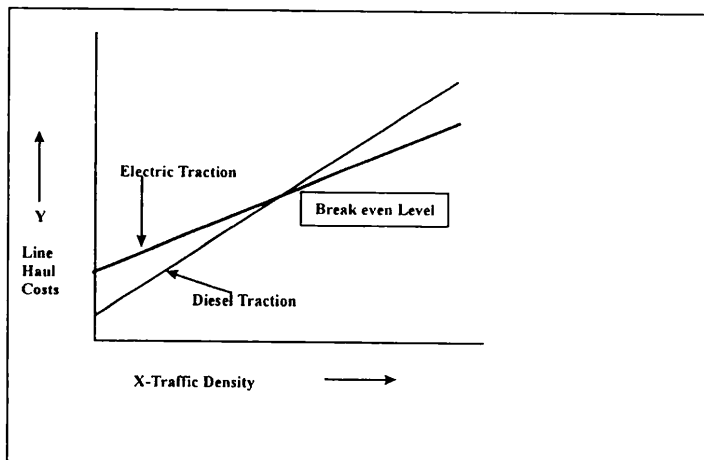 Electric Traction
Break even Level
Y
Line
Haul
Costs
Diesel Traction
X-Traffic Density